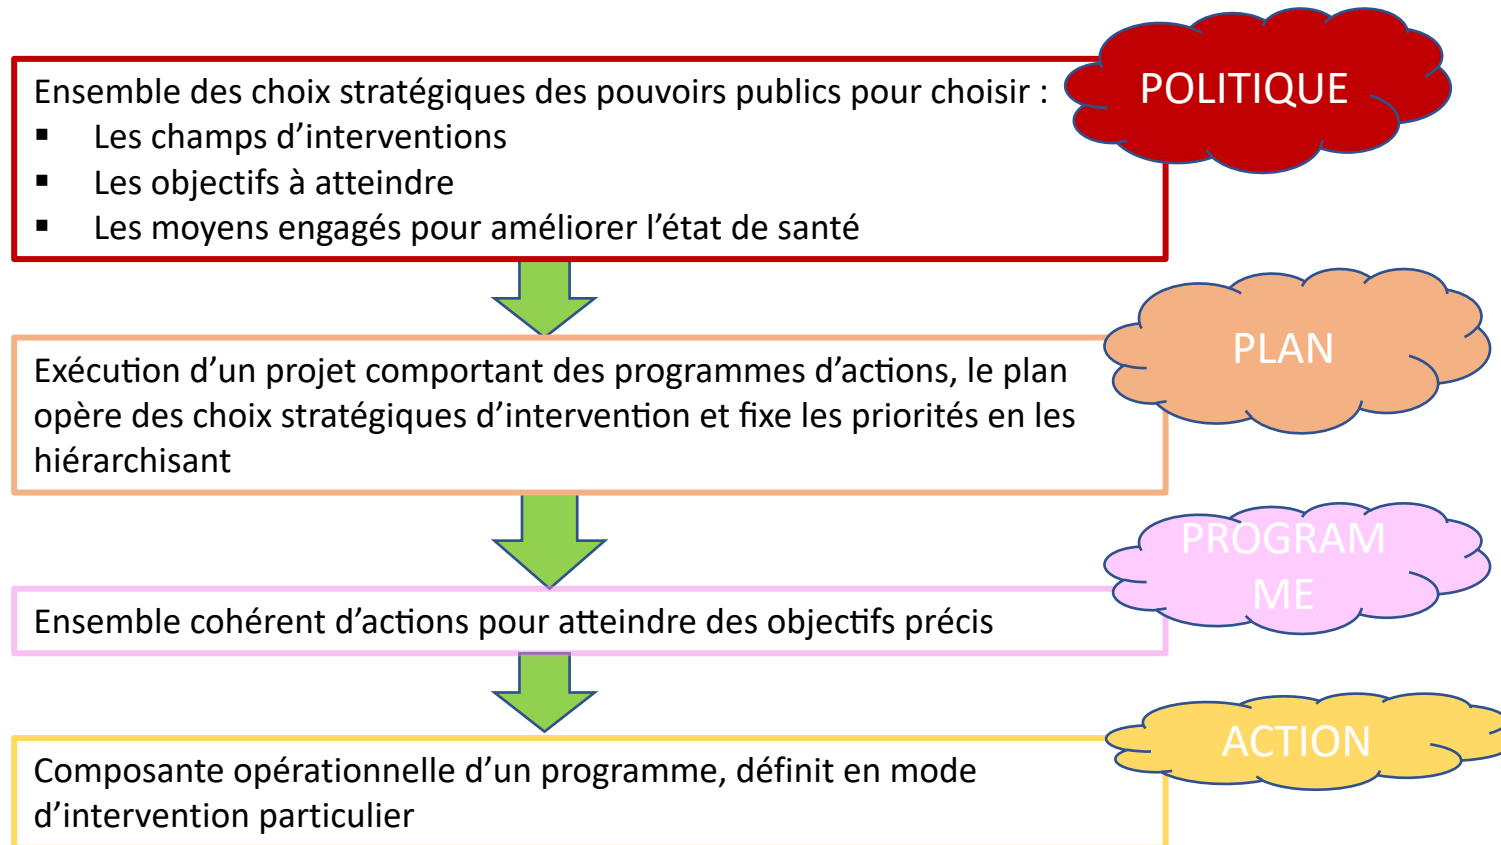 POLITIQUE
Ensemble des choix stratégiques des pouvoirs publics pour choisir :
▪ Les champs d’interventions
▪ Les objectifs à atteindre
▪ Les moyens engagés pour améliorer l’état de santé
PLAN
Exécution d’un projet comportant des programmes d’actions, le plan
opère des choix stratégiques d’intervention et fixe les priorités en les
hiérarchisant
PROGRAM
ME
Ensemble cohérent d’actions pour atteindre des objectifs précis
ACTION
Composante opérationnelle d’un programme, définit en mode
d’intervention particulier